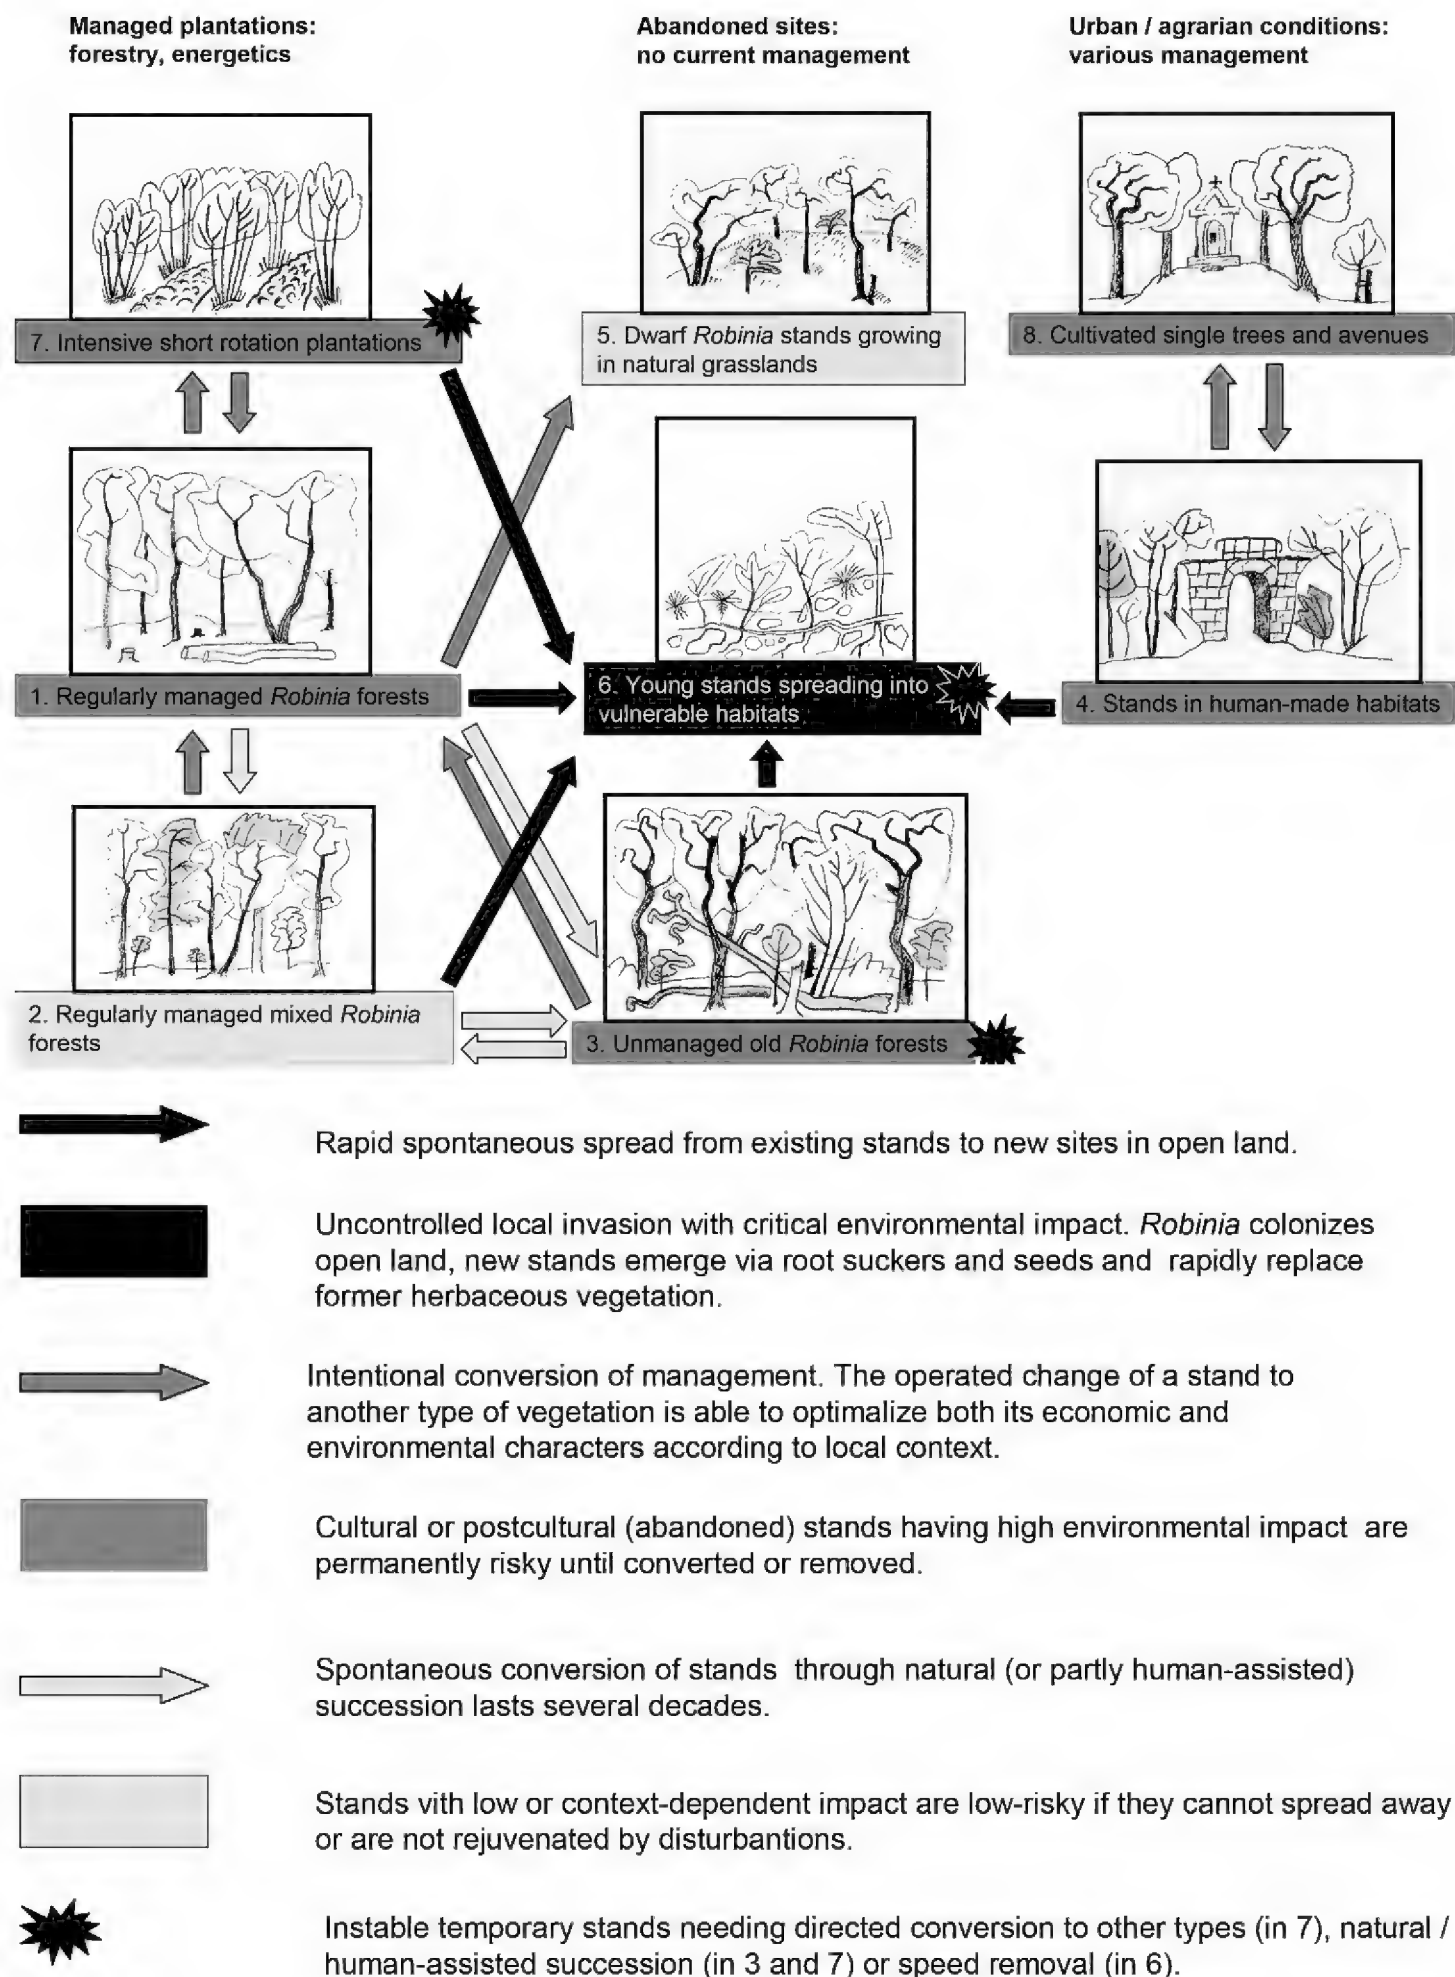 Managed plantations:
forestry, energetics
Abandoned sites:
no current management
Urban / agrarian conditions:
various management
7. Intensive short rotation plantations
5. Dwarf Robinia stands growing
in natural grasslands
8. Cultivated single trees and avenues
1. Regularly managed Robinia forests
6. Young stands spreading into
vulnerable habitats
4. Stands in human-made habitats
2. Regularly managed mixed Robinia
forests
3. Unmanaged old Robinia forests
Rapid spontaneous spread from existing stands to new sites in open land.
Uncontrolled local invasion with critical environmental impact. Robinia colonizes
open land, new stands emerge via root suckers and seeds and rapidly replace
former herbaceous vegetation.
Intentional conversion of management. The operated change of a stand to
another type of vegetation is able to optimalize both its economic and
environmental characters according to local context.
Cultural or postcultural (abandoned) stands having high environmental impact are
permanently risky until converted or removed.
Spontaneous conversion of stands through natural (or partly human-assisted)
succession lasts several decades.
Stands vith low or context-dependent impact are low-risky if they cannot spread away
or are not rejuvenated by disturbantions.
Instable temporary stands needing directed conversion to other types (in 7), natural /
human-assisted succession (in 3 and 7) or speed removal (in 6).